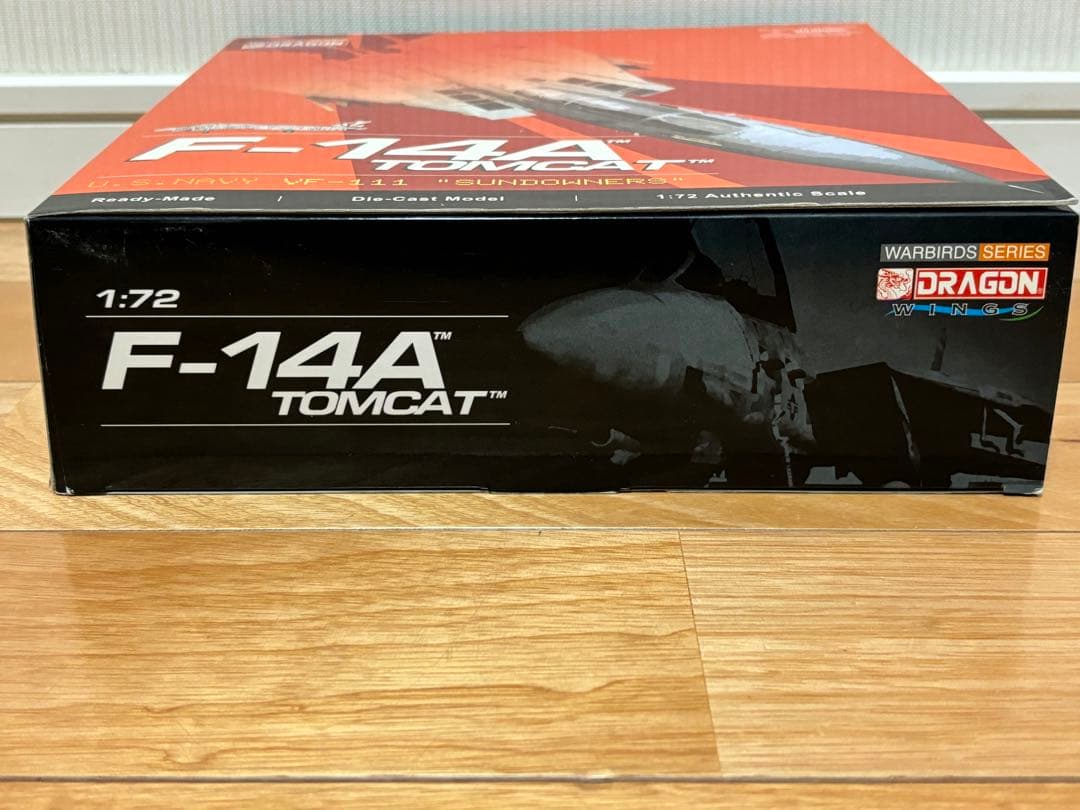 DRAGON
F-14A™
TOMCAT™
U.S. NAVY VF-111 "SUNDOWNERS"
Ready-Made | Die-Cast Model | 1:72 Authentic Scale
WARBIRDS SERIES
DRAGON
WINGS
1:72
F-14A™
TOMCAT™